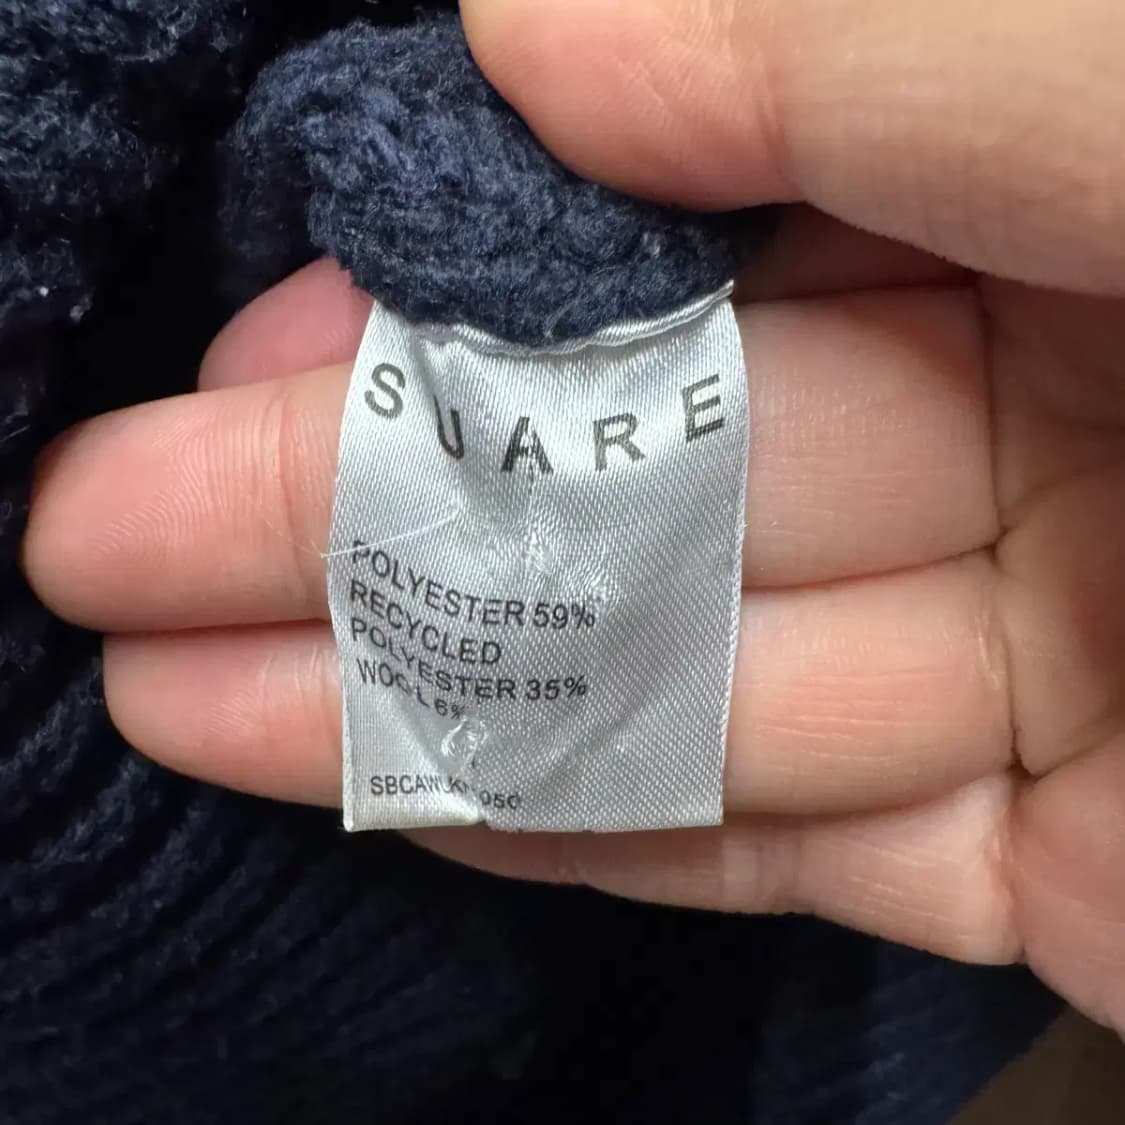 SUARE
POLYESTER 59%
RECYCLED
POLYESTER 35%
WOOL 6%